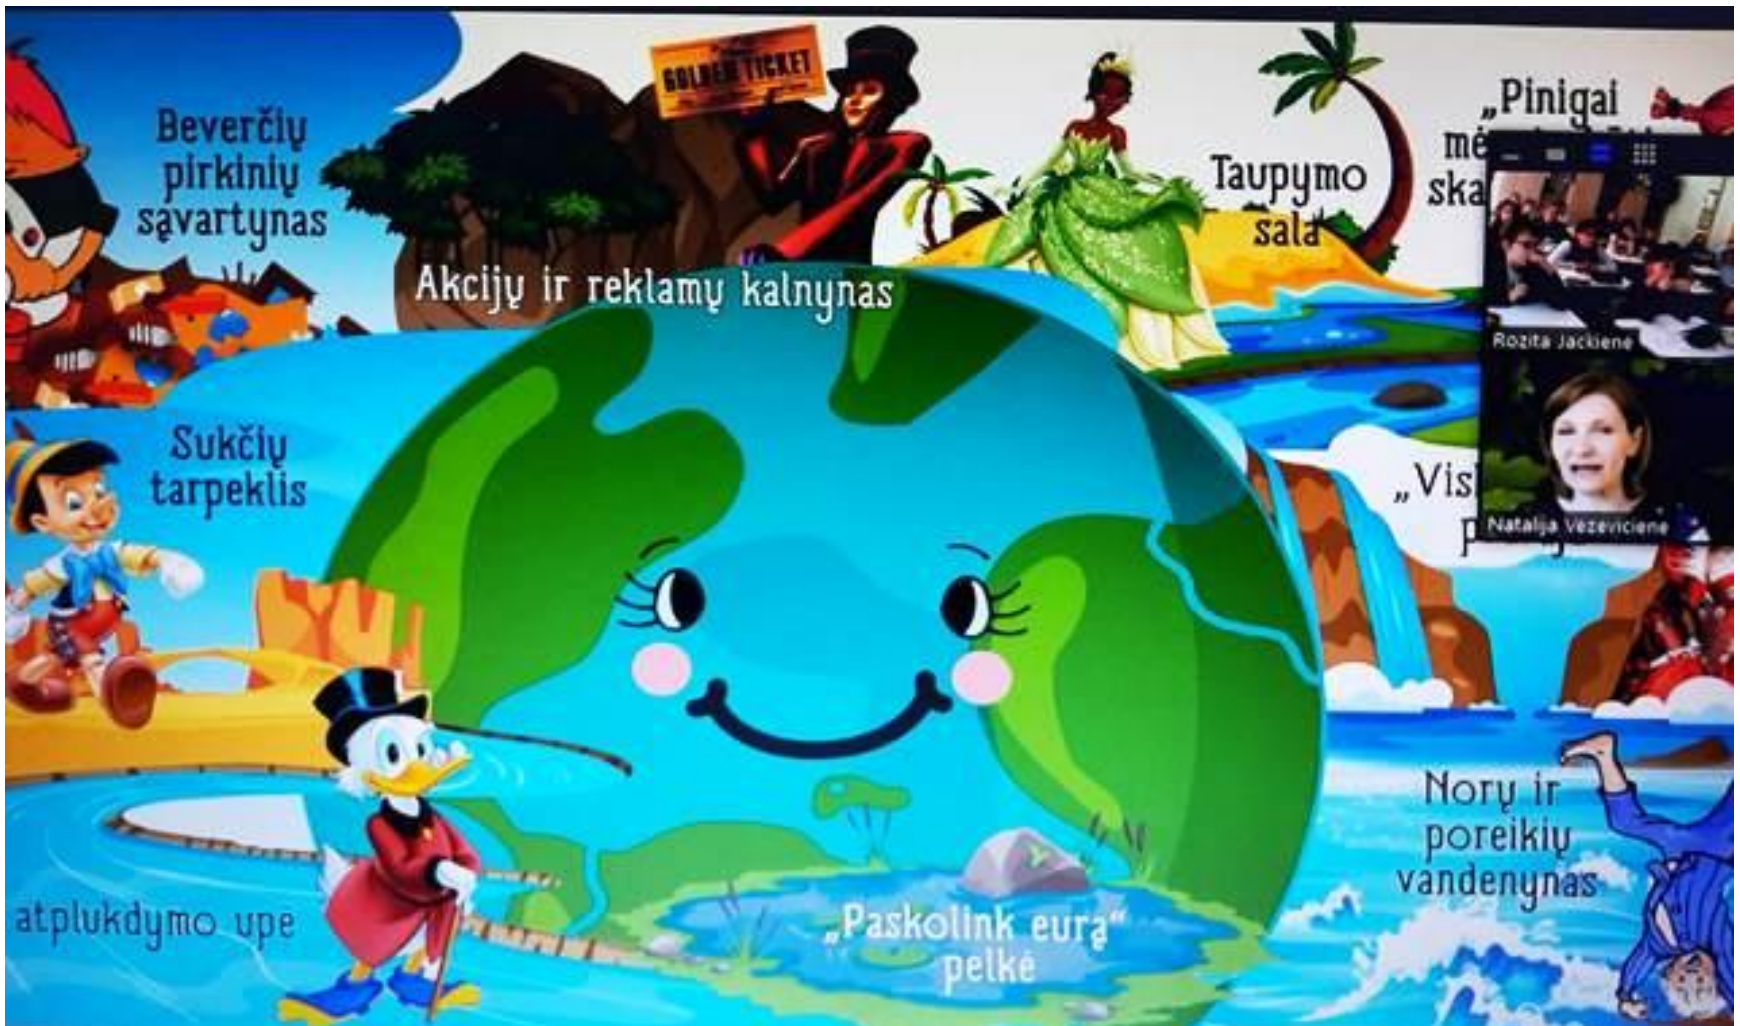 GOLDEN TICKET
Beverčių
pirkinių
sąvartynas
Akcijų ir reklamų kalnynas
Taupymo
sala
„Pinigai
Rozita Jackiene
Natalija Vezeviciene
Sukčių
tarpeklis
Norų ir
poreikių
vandenynas
atplukdymo upė
„Paskolink eurą“
pelkė